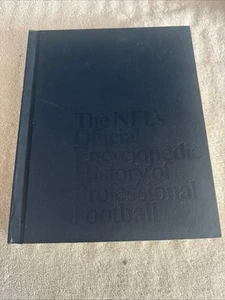 The NFL's
Official
Encyclopedic
History of
Professional
Football